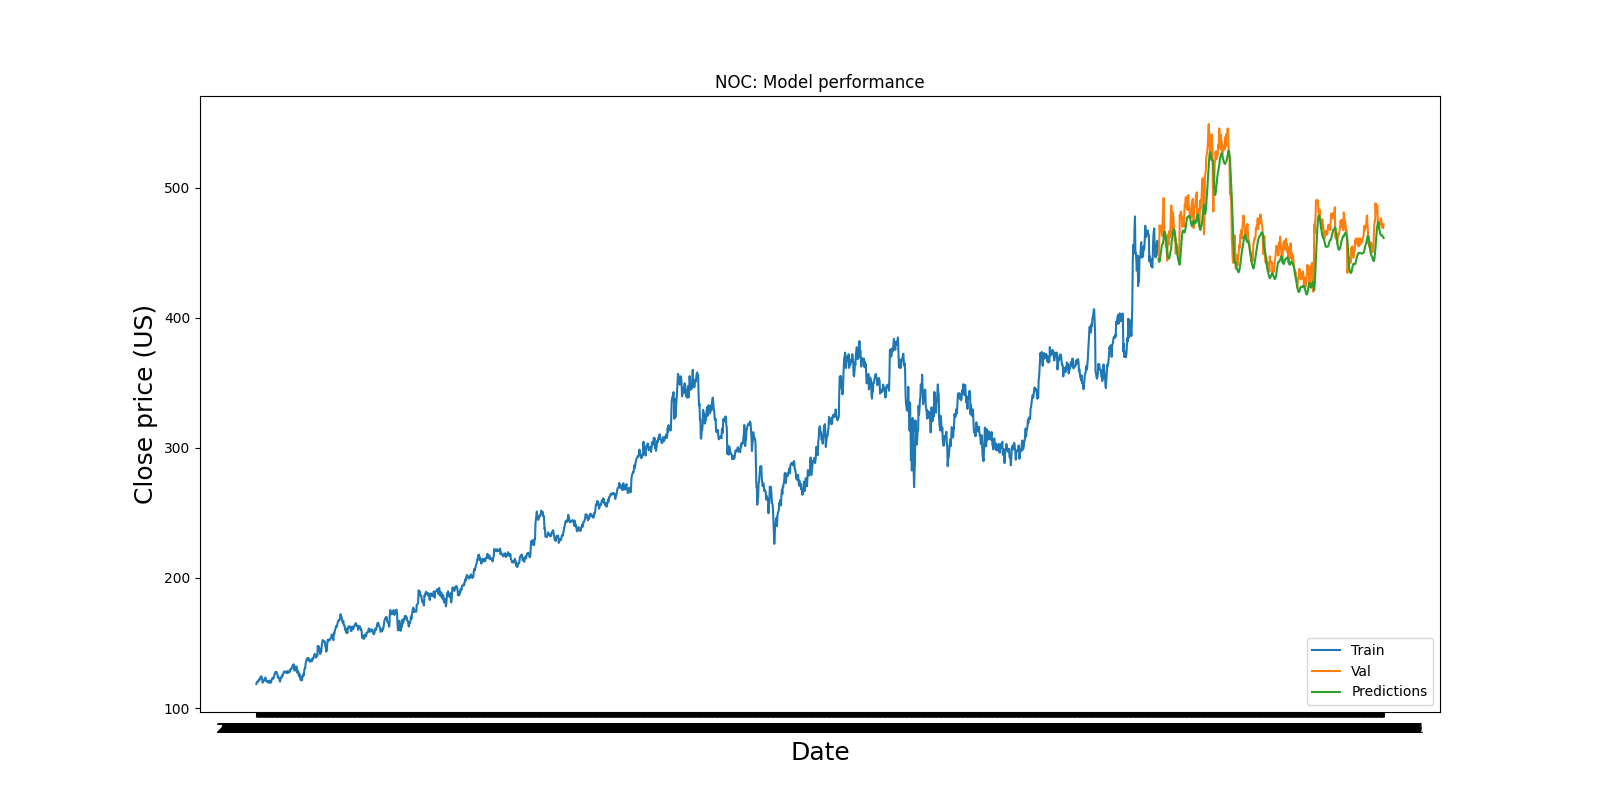 NOC: Model performance
Close price (US)
500
400
300
200
100
Train
Val
Predictions
Date